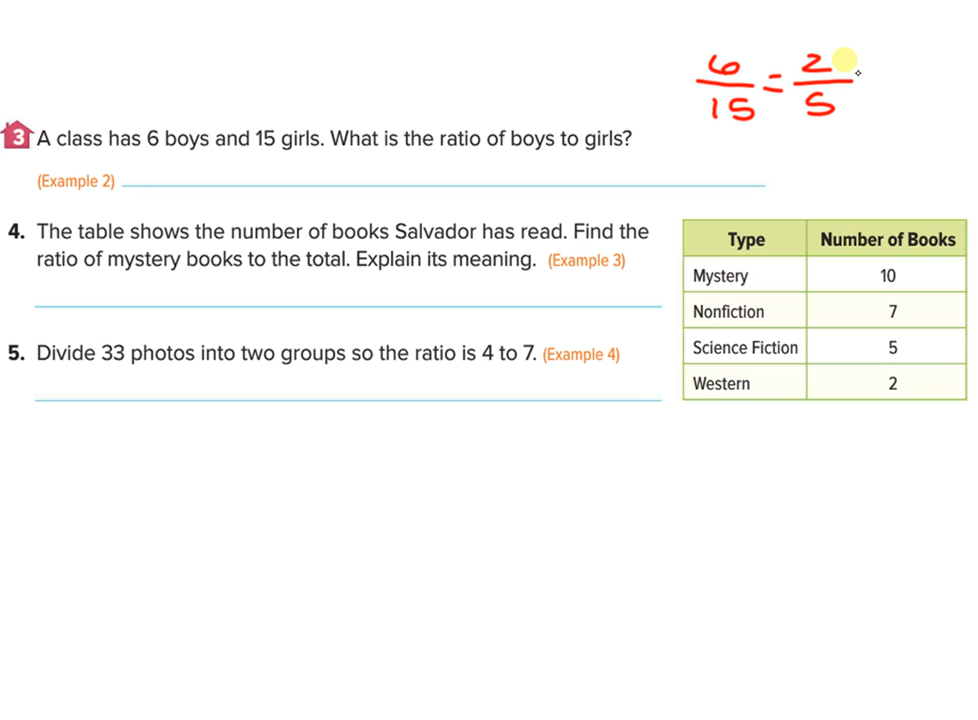 6/15 = 2/5
3 A class has 6 boys and 15 girls. What is the ratio of boys to girls?
(Example 2)
4. The table shows the number of books Salvador has read. Find the
ratio of mystery books to the total. Explain its meaning. (Example 3)
5. Divide 33 photos into two groups so the ratio is 4 to 7. (Example 4)
Type Number of Books
Mystery 10
Nonfiction 7
Science Fiction 5
Western 2